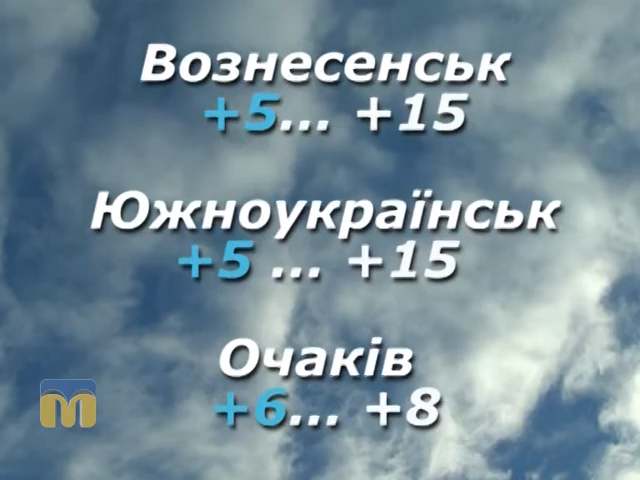 Вознесенськ
+5... +15
Южноукраїнськ
+5 ... +15
Очаків
+6... +8